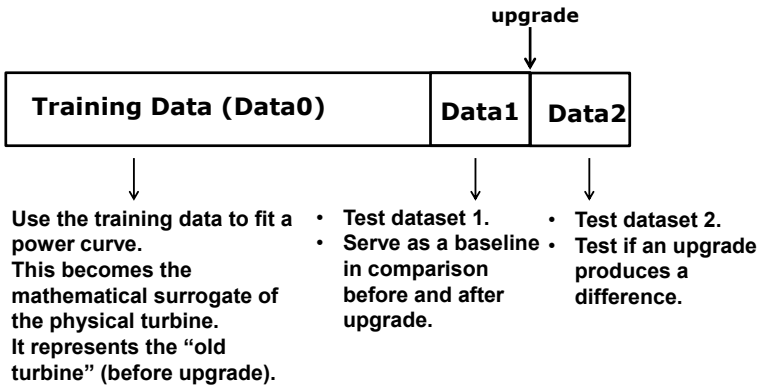 upgrade
Training Data (Data0)
Data1
Data2
Use the training data to fit a
power curve.
This becomes the
mathematical surrogate of
the physical turbine.
It represents the “old
turbine” (before upgrade).
• Test dataset 1.
• Serve as a baseline
in comparison
before and after
upgrade.
• Test dataset 2.
• Test if an upgrade
produces a
difference.